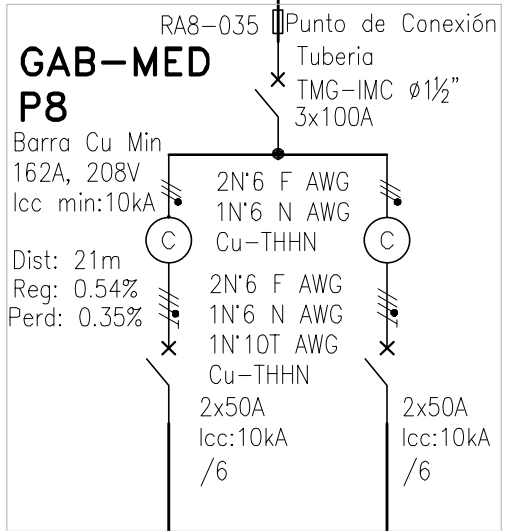 RA8-035 Punto de Conexión
Tuberia
TMG-IMC ø1½"
3x100A
GAB-MED
P8
Barra Cu Min
162A, 208V
Icc min:10kA
2N°6 F AWG
1N°6 N AWG
Cu-THHN
C
C
Dist: 21m
Reg: 0.54%
Perd: 0.35%
2N°6 F AWG
1N°6 N AWG
1N°10T AWG
Cu-THHN
2x50A
Icc:10kA
/6
2x50A
Icc:10kA
/6